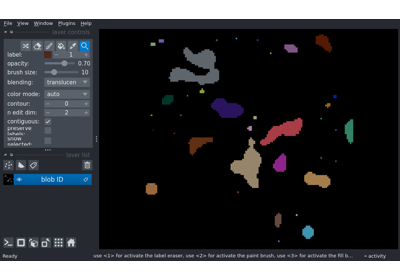 File View Window Plugins Help
layer controls
label: 1
opacity: 0.70
brush size: 10
blending: translucen
color mode: auto
contour: 0
n edit dim: 2
contiguous:
preserve labels:
show selected:
layer list
blob ID
Ready
use <1> for activate the label eraser, use <2> for activate the paint brush, use <3> for activate the fill b...
activity